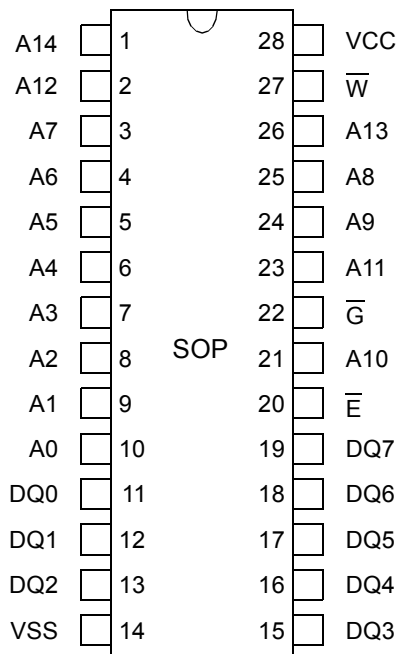 A14 1 28 VCC
A12 2 27 W̅
A7 3 26 A13
A6 4 25 A8
A5 5 24 A9
A4 6 23 A11
A3 7 22 G̅
SOP
A2 8 21 A10
A1 9 20 E̅
A0 10 19 DQ7
DQ0 11 18 DQ6
DQ1 12 17 DQ5
DQ2 13 16 DQ4
VSS 14 15 DQ3